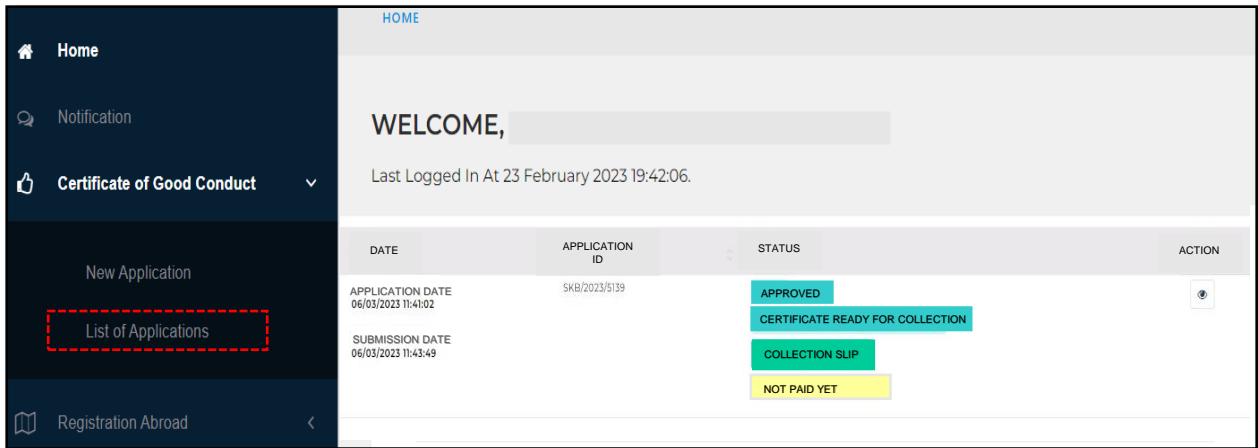 Home
Notification
Certificate of Good Conduct
New Application
List of Applications
Registration Abroad
HOME
WELCOME,
Last Logged In At 23 February 2023 19:42:06.
DATE
APPLICATION
ID
STATUS
ACTION
APPLICATION DATE
06/03/2023 11:41:02
SUBMISSION DATE
06/03/2023 11:43:49
SKB/2023/5139
APPROVED
CERTIFICATE READY FOR COLLECTION
COLLECTION SLIP
NOT PAID YET